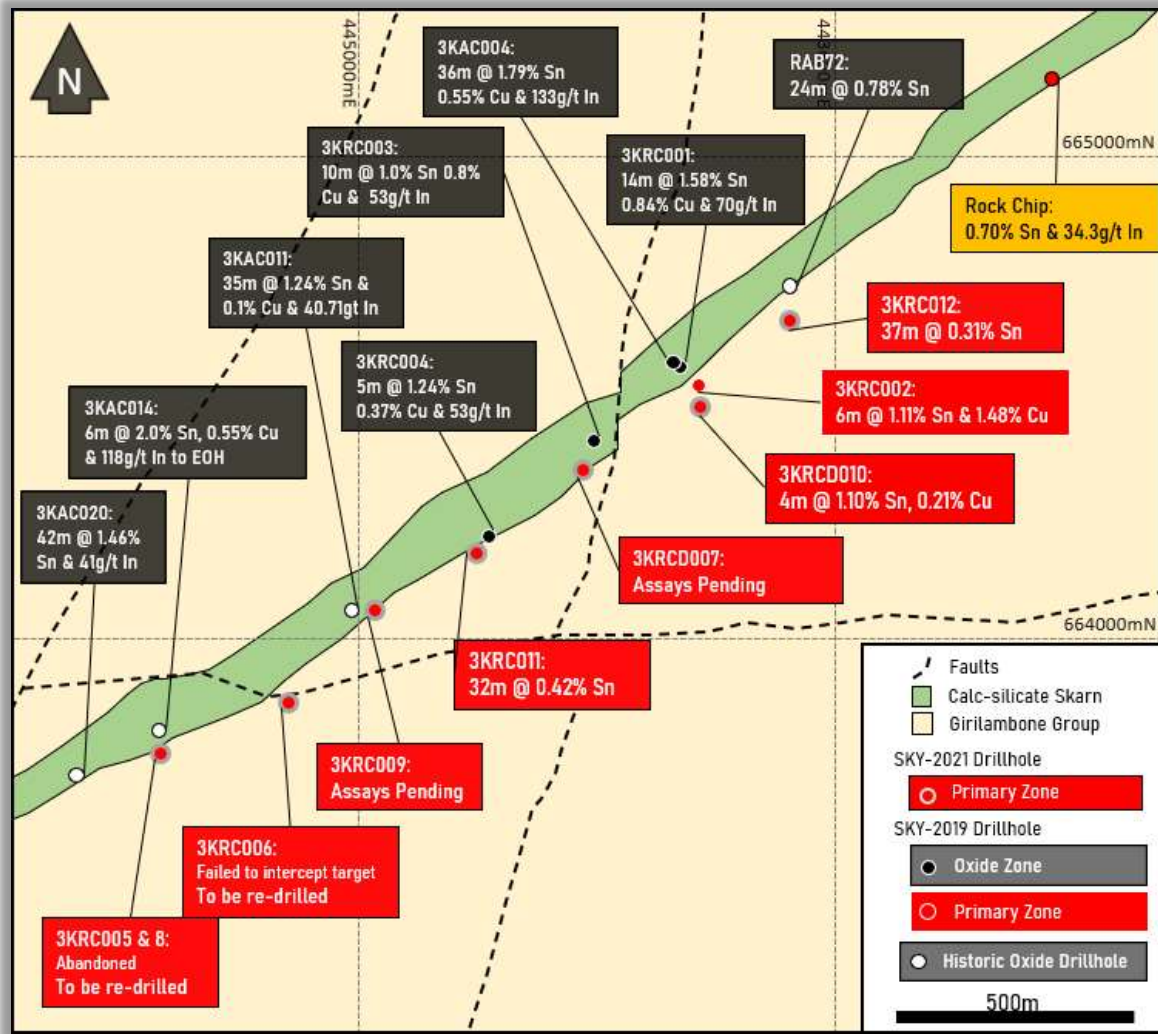 N
445000mE
3KAC004:
36m @ 1.79% Sn
0.55% Cu & 133g/t In
RAB72:
24m @ 0.78% Sn
665000mN
3KRC003:
10m @ 1.0% Sn 0.8%
Cu & 53g/t In
3KRC001:
14m @ 1.58% Sn
0.84% Cu & 70g/t In
Rock Chip:
0.70% Sn & 34.3g/t In
3KAC011:
35m @ 1.24% Sn &
0.1% Cu & 40.71gt In
3KRC012:
37m @ 0.31% Sn
3KRC004:
5m @ 1.24% Sn
0.37% Cu & 53g/t In
3KRC002:
6m @ 1.11% Sn & 1.48% Cu
3KAC014:
6m @ 2.0% Sn, 0.55% Cu
& 118g/t In to EOH
3KRCD010:
4m @ 1.10% Sn, 0.21% Cu
3KAC020:
42m @ 1.46%
Sn & 41g/t In
3KRCD007:
Assays Pending
664000mN
3KRC011:
32m @ 0.42% Sn
3KRC009:
Assays Pending
3KRC006:
Failed to intercept target
To be re-drilled
3KRC005 & 8:
Abandoned
To be re-drilled
Faults
Calc-silicate Skarn
Girilambone Group
SKY-2021 Drillhole
Primary Zone
SKY-2019 Drillhole
Oxide Zone
Primary Zone
Historic Oxide Drillhole
500m